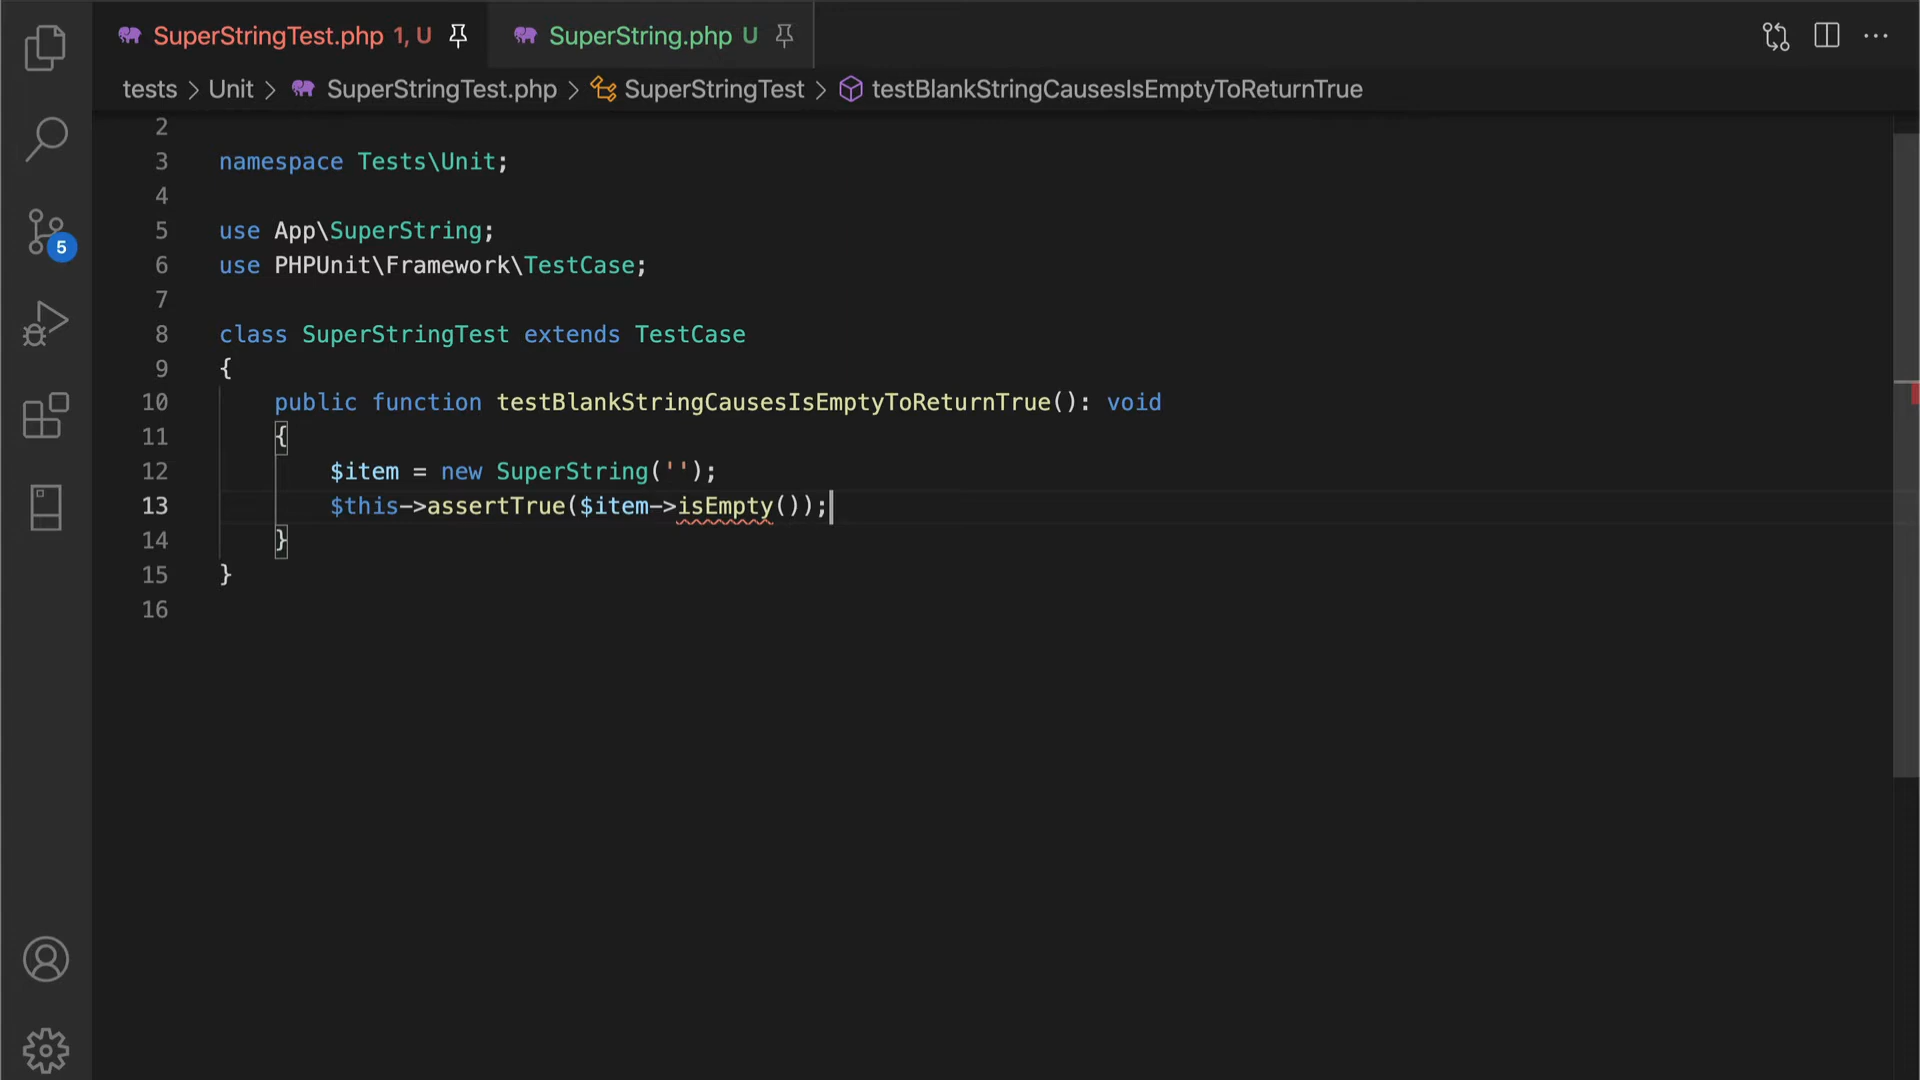 SuperStringTest.php 1, U SuperString.php U
tests > Unit > SuperStringTest.php > SuperStringTest > testBlankStringCausesIsEmptyToReturnTrue
2
3 namespace Tests\Unit;
4
5 use App\SuperString;
6 use PHPUnit\Framework\TestCase;
7
8 class SuperStringTest extends TestCase
9 {
10 public function testBlankStringCausesIsEmptyToReturnTrue(): void
11 {
12 $item = new SuperString('');
13 $this->assertTrue($item->isEmpty());
14 }
15 }
16
5